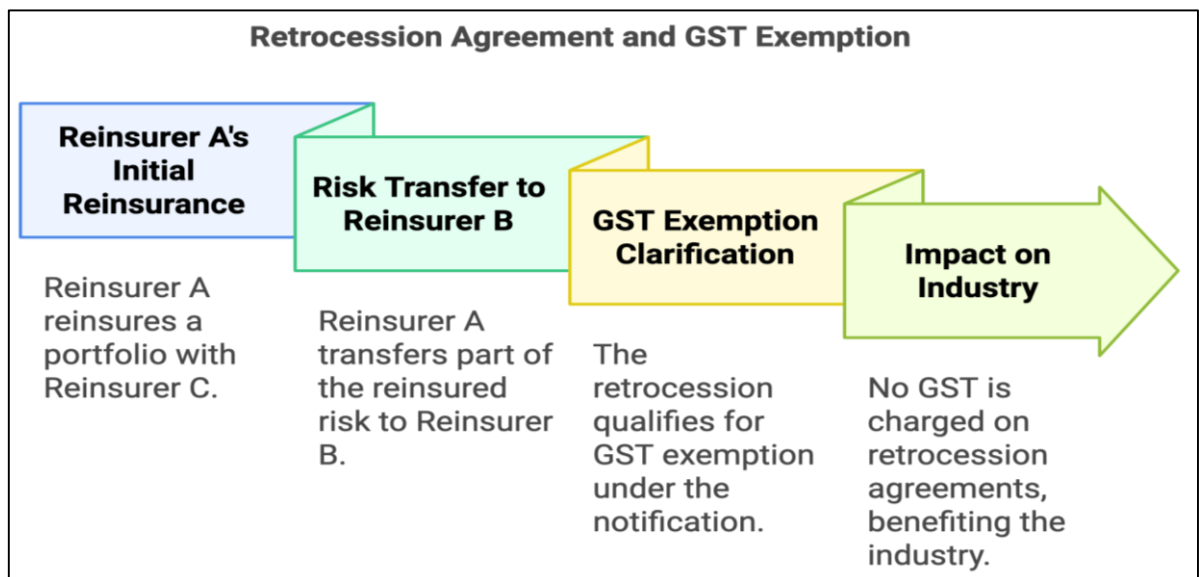 Retrocession Agreement and GST Exemption
Reinsurer A's
Initial
Reinsurance
Reinsurer A
reinsures a
portfolio with
Reinsurer C.
Risk Transfer to
Reinsurer B
Reinsurer A
transfers part of
the reinsured
risk to Reinsurer
B.
GST Exemption
Clarification
The
retrocession
qualifies for
GST exemption
under the
notification.
Impact on
Industry
No GST is
charged on
retrocession
agreements,
benefiting the
industry.